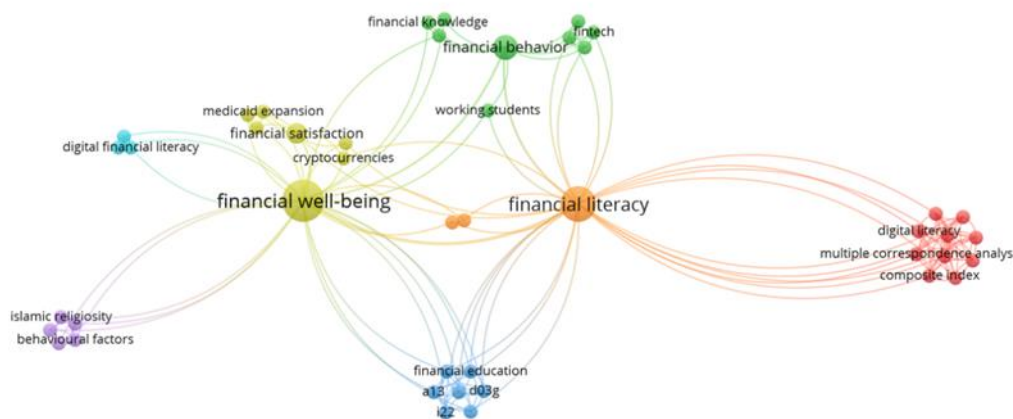 financial knowledge
fintech
financial behavior
medicaid expansion
working students
financial satisfaction
digital financial literacy
cryptocurrencies
financial well-being
financial literacy
digital literacy
multiple correspondence analys
composite index
islamic religiosity
behavioural factors
financial education
a13
d03g
i22